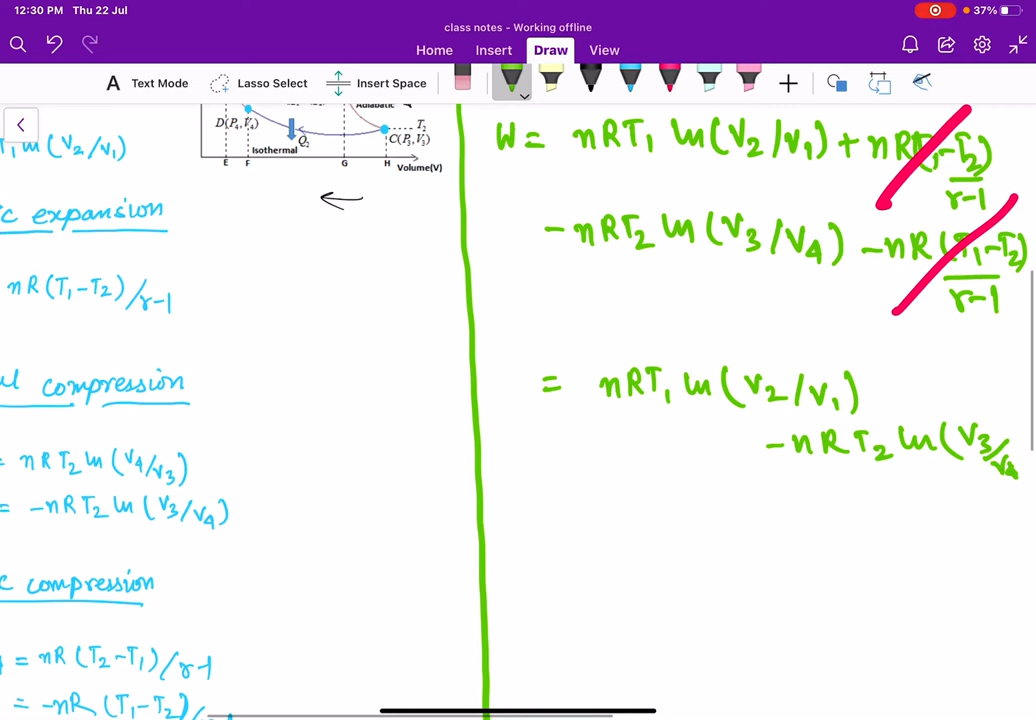 12:30 PM Thu 22 Jul
37%
class notes - Working offline
Home Insert Draw View
A Text Mode Lasso Select Insert Space
Adiabatic
D(P₄,V₄)
Q₂
T₂
C(P₃,V₃)
Isothermal
E F G H
Volume(V)
ln(V₂/V₁)
expansion
nR(T₁-T₂)/r-1
compression
= nRT₂ ln(V₄/V₃)
= -nRT₂ ln(V₃/V₄)
compression
= nR(T₂-T₁)/r-1
= -nR(T₁-T₂)/
W = nRT₁ ln(V₂/V₁) + nR(T₁-T₂)
r-1
-nRT₂ ln(V₃/V₄) -nR(T₁-T₂)
r-1
= nRT₁ ln(V₂/V₁)
-nRT₂ ln(V₃/V₄